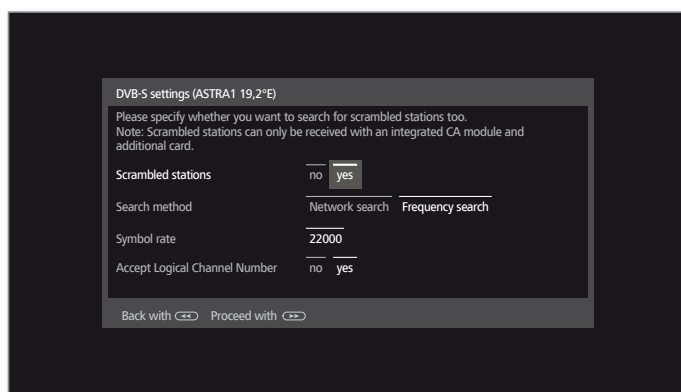 DVB-S settings (ASTRA1 19,2°E)
Please specify whether you want to search for scrambled stations too.
Note: Scrambled stations can only be received with an integrated CA module and
additional card.
Scrambled stations no yes
Search method Network search Frequency search
Symbol rate 22000
Accept Logical Channel Number no yes
Back with Proceed with